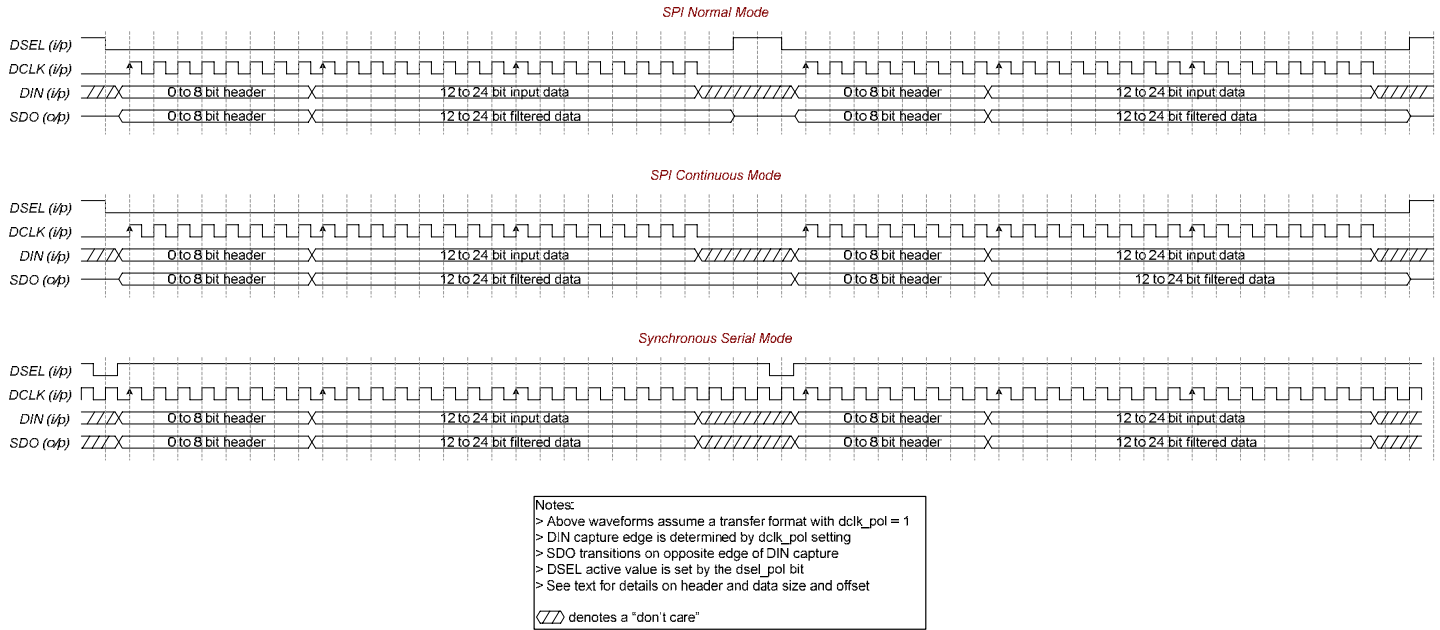 SPI Normal Mode
DSEL (i/p)
DCLK (i/p)
DIN (i/p) 0 to 8 bit header 12 to 24 bit input data 0 to 8 bit header 12 to 24 bit input data
SDO (o/p) 0 to 8 bit header 12 to 24 bit filtered data 0 to 8 bit header 12 to 24 bit filtered data
SPI Continuous Mode
DSEL (i/p)
DCLK (i/p)
DIN (i/p) 0 to 8 bit header 12 to 24 bit input data 0 to 8 bit header 12 to 24 bit input data
SDO (o/p) 0 to 8 bit header 12 to 24 bit filtered data 0 to 8 bit header 12 to 24 bit filtered data
Synchronous Serial Mode
DSEL (i/p)
DCLK (i/p)
DIN (i/p) 0 to 8 bit header 12 to 24 bit input data 0 to 8 bit header 12 to 24 bit input data
SDO (o/p) 0 to 8 bit header 12 to 24 bit filtered data 0 to 8 bit header 12 to 24 bit filtered data
Notes:
> Above waveforms assume a transfer format with dclk_pol = 1
> DIN capture edge is determined by dclk_pol setting
> SDO transitions on opposite edge of DIN capture
> DSEL active value is set by the dsel_pol bit
> See text for details on header and data size and offset
denotes a “don't care”